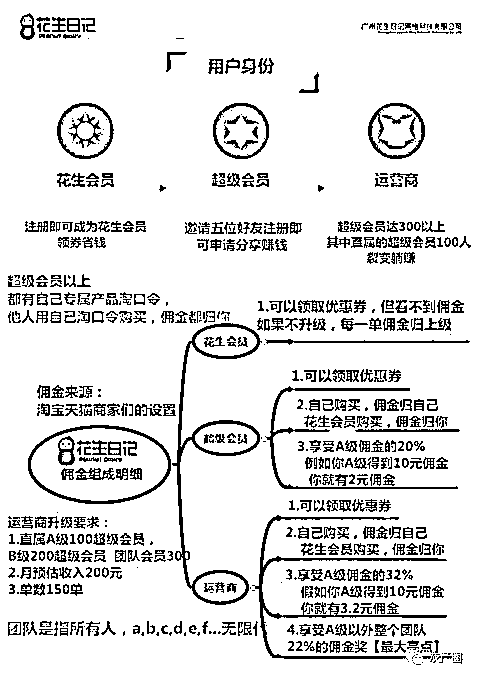 花生日记
用户身份
花生会员
超级会员
运营商
注册即可成为花生会员
领券省钱
邀请五位好友注册即
可申请分享赚钱
超级会员达300以上
其中直属的超级会员100人
裂变躺赚
超级会员以上
都有自己专属产品淘口令，
他人用自己淘口令购买，佣金都归你
花生会员
1.可以领取优惠券，但看不到佣金
如果不升级，每一单佣金归上级
佣金来源：
淘宝天猫商家们的设置
花生日记
佣金组成明细
超级会员
1.可以领取优惠券
2.自己购买，佣金归自己
花生会员购买，佣金归你
3.享受A级佣金的20%
例如你A级得到10元佣金
你就有2元佣金
运营商升级要求：
1.直属A级100超级会员，
B级200超级会员 团队会员300
2.月预估收入200元
3.单数150单
运营商
1.可以领取优惠券
2.自己购买，佣金归自己
花生会员购买，佣金归你
3.享受A级佣金的32%
假如你A级得到10元佣金
你就有3.2元佣金
4.享受A级以外整个团队
22%的佣金奖【最大亮点】
团队是指所有人，a,b,c,d,e,f...无限代